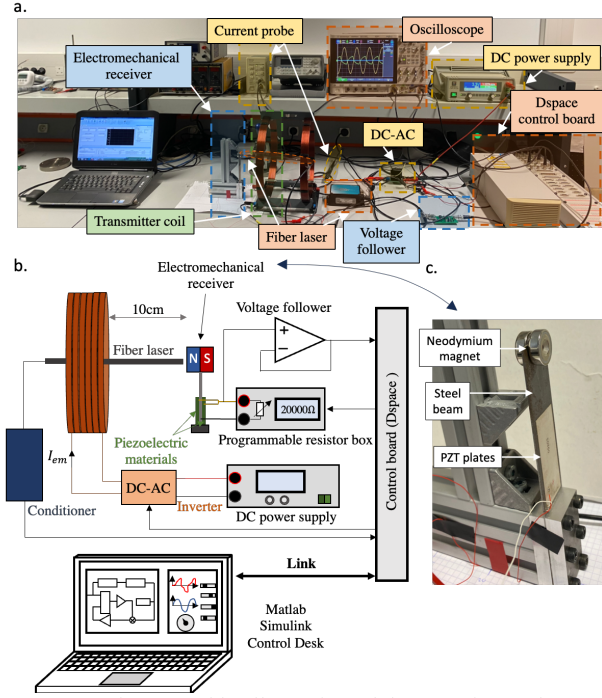 a.
Current probe
Oscilloscope
Electromechanical
receiver
DC power supply
Dspace
control board
DC-AC
Transmitter coil
Fiber laser
Voltage
follower
b.
Electromechanical
receiver
c.
10cm
Voltage follower
Fiber laser
N S
+
−
Neodymium
magnet
20000Ω
Steel
beam
Piezoelectric
materials
Programmable resistor box
Control board (Dspace )
PZT plates
Iem
DC-AC
Inverter
Conditioner
DC power supply
Link
Matlab
Simulink
Control Desk